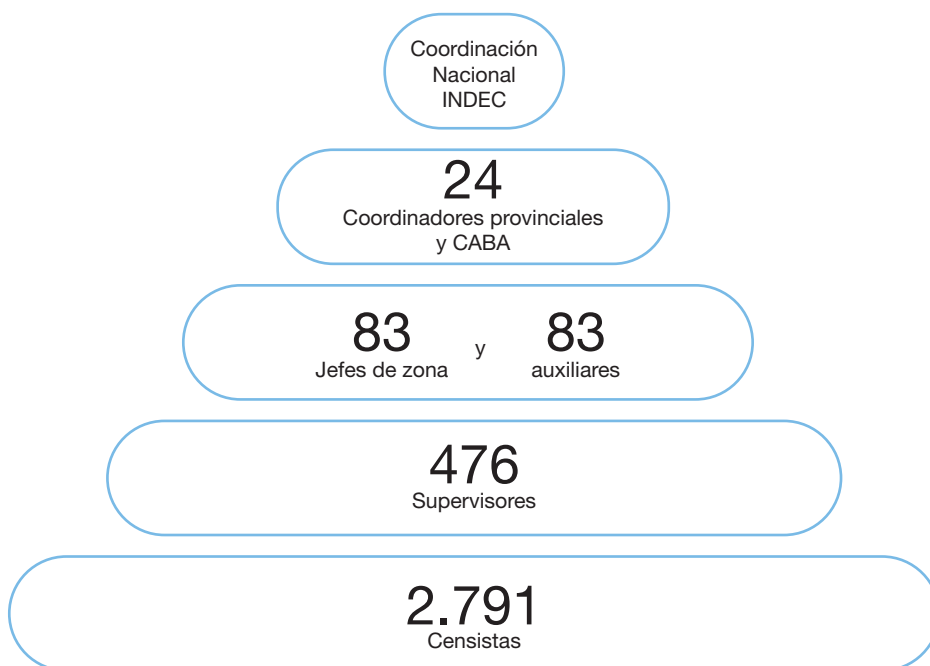 Coordinación
Nacional
INDEC
24
Coordinadores provinciales
y CABA
83 y 83
Jefes de zona auxiliares
476
Supervisores
2.791
Censistas